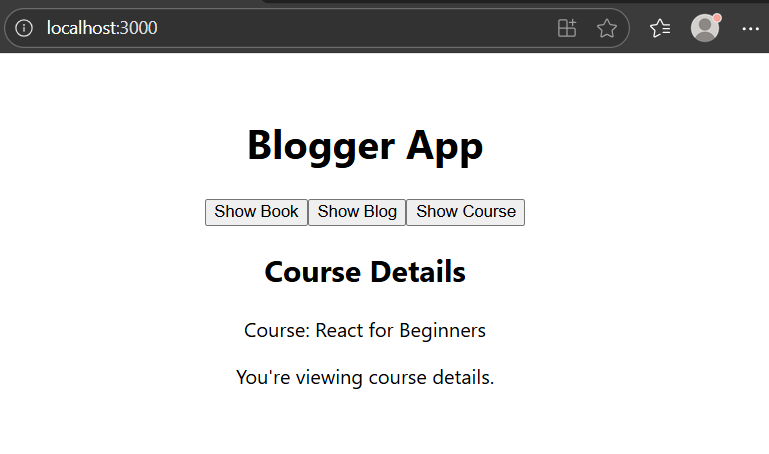 localhost:3000
Blogger App
Show Book Show Blog Show Course
Course Details
Course: React for Beginners
You're viewing course details.